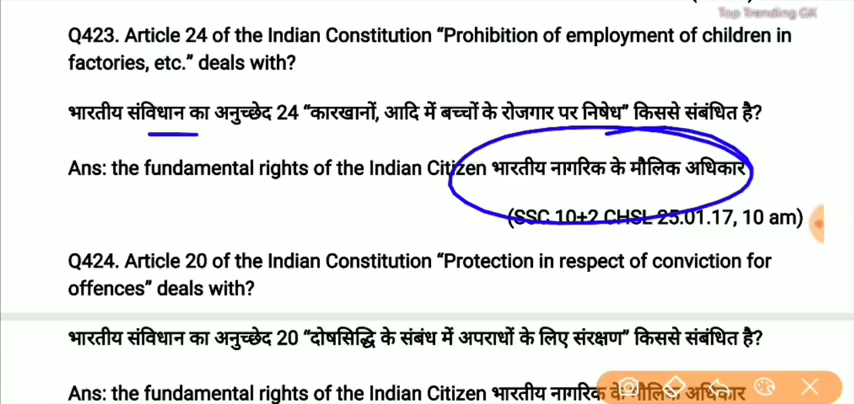 Top Trending GK
Q423. Article 24 of the Indian Constitution “Prohibition of employment of children in
factories, etc.” deals with?
भारतीय संविधान का अनुच्छेद 24 “कारखानों, आदि में बच्चों के रोजगार पर निषेध” किससे संबंधित है?
Ans: the fundamental rights of the Indian Citizen भारतीय नागरिक के मौलिक अधिकार
(SSC 10+2 CHSL 25.01.17, 10 am)
Q424. Article 20 of the Indian Constitution “Protection in respect of conviction for
offences” deals with?
भारतीय संविधान का अनुच्छेद 20 “दोषसिद्धि के संबंध में अपराधों के लिए संरक्षण” किससे संबंधित है?
Ans: the fundamental rights of the Indian Citizen भारतीय नागरिक के मौलिक अधिकार